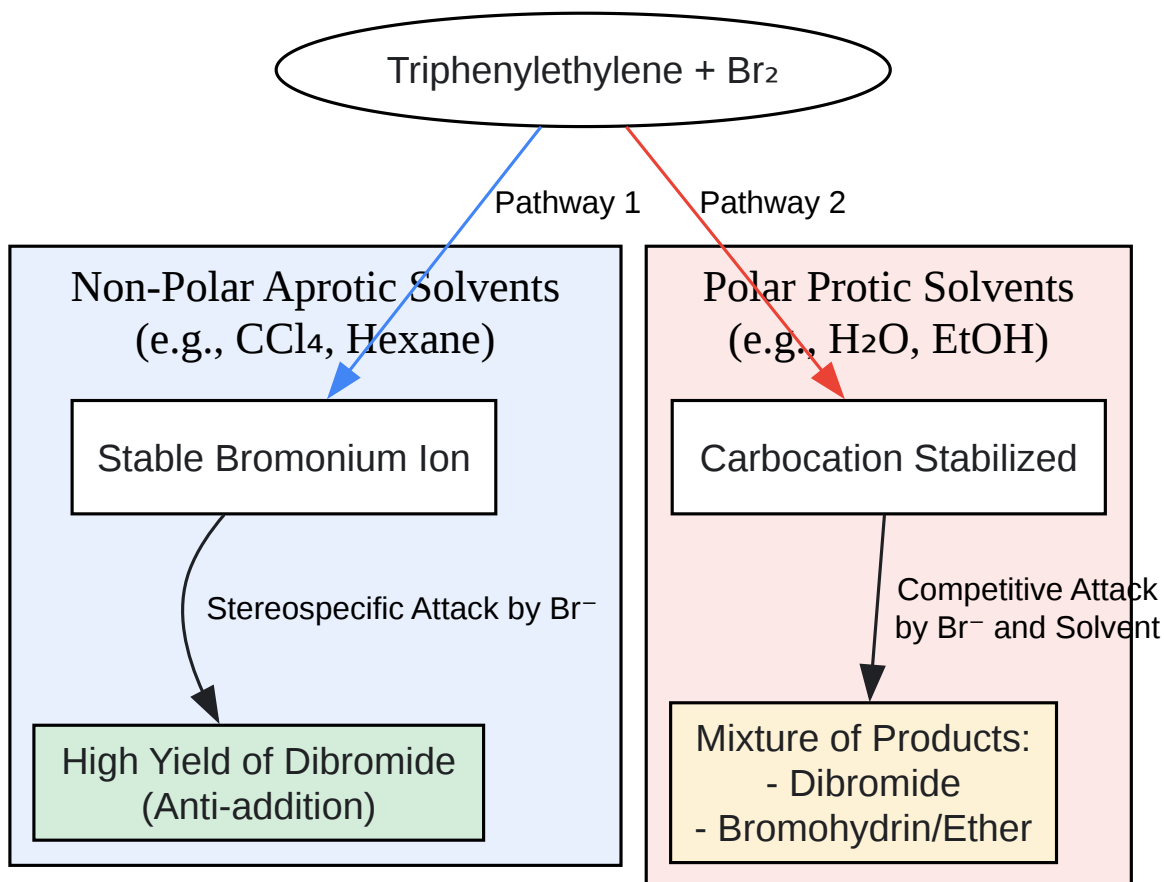 Triphenylethylene + Br₂
Pathway 1
Pathway 2
Non-Polar Aprotic Solvents
(e.g., CCl₄, Hexane)
Stable Bromonium Ion
Stereospecific Attack by Br⁻
High Yield of Dibromide
(Anti-addition)
Polar Protic Solvents
(e.g., H₂O, EtOH)
Carbocation Stabilized
Competitive Attack
by Br⁻ and Solvent
Mixture of Products:
- Dibromide
- Bromohydrin/Ether